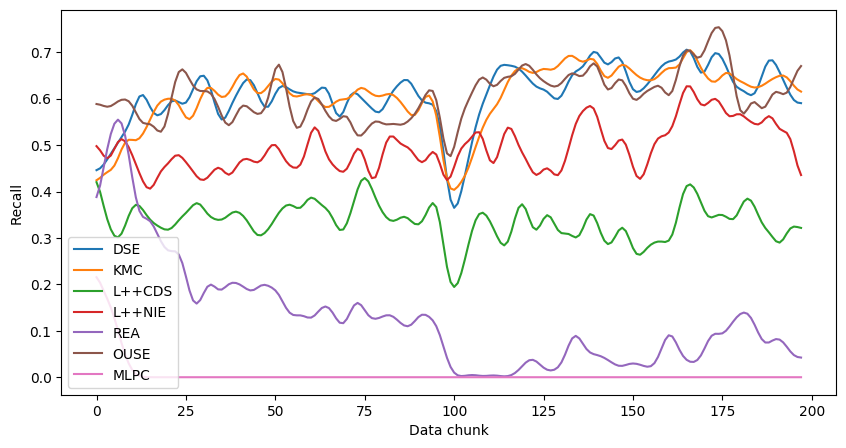 Recall
0.7
0.6
0.5
0.4
0.3
0.2
0.1
0.0
DSE
KMC
L++CDS
L++NIE
REA
OUSE
MLPC
0 25 50 75 100 125 150 175 200
Data chunk